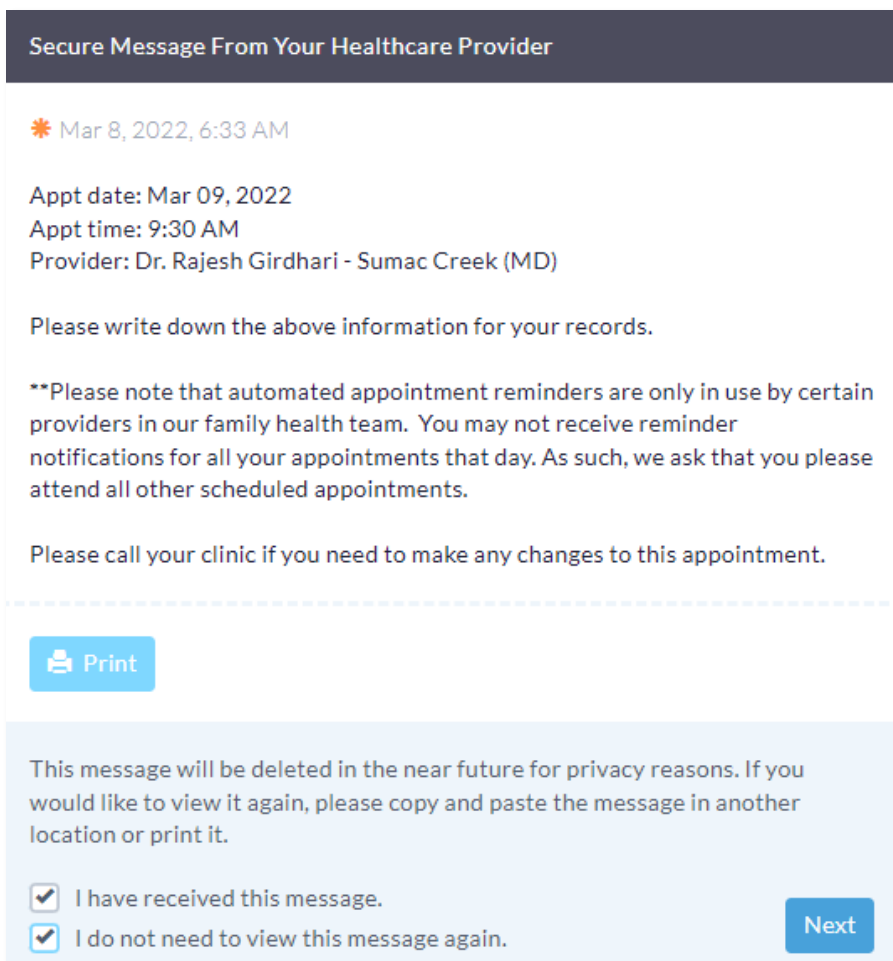 Secure Message From Your Healthcare Provider
Mar 8, 2022, 6:33 AM
Appt date: Mar 09, 2022
Appt time: 9:30 AM
Provider: Dr. Rajesh Girdhari - Sumac Creek (MD)
Please write down the above information for your records.
**Please note that automated appointment reminders are only in use by certain
providers in our family health team.  You may not receive reminder
notifications for all your appointments that day. As such, we ask that you please
attend all other scheduled appointments.
Please call your clinic if you need to make any changes to this appointment.
Print
This message will be deleted in the near future for privacy reasons. If you
would like to view it again, please copy and paste the message in another
location or print it.
I have received this message.
I do not need to view this message again.
Next